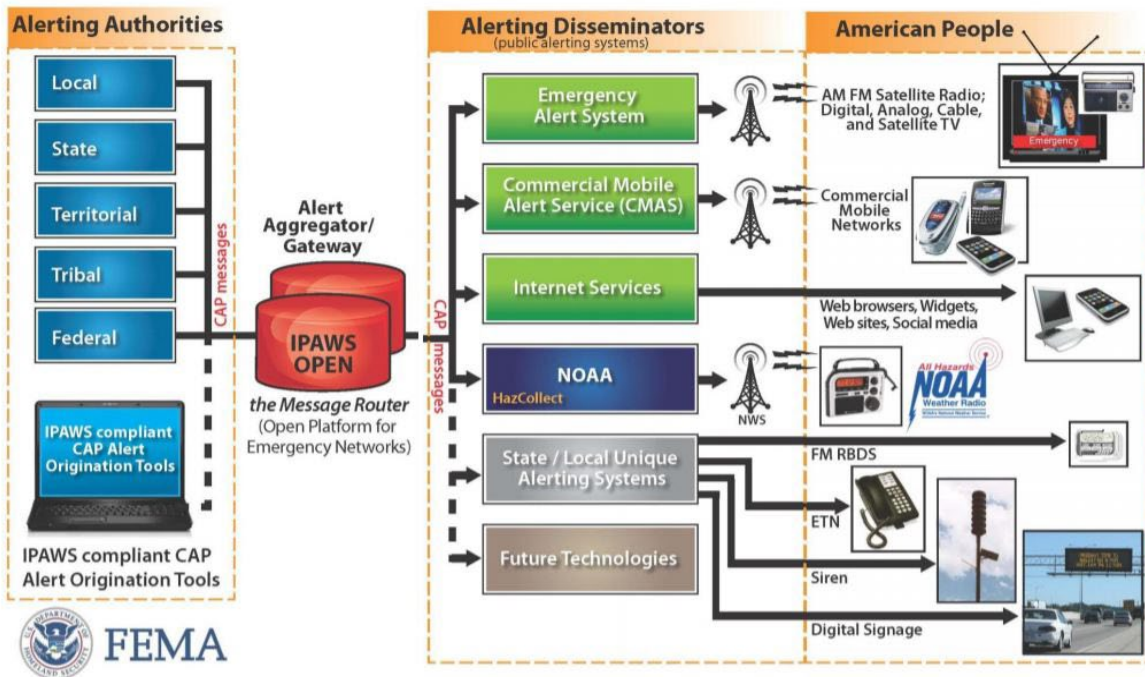 Alerting Authorities
Local
State
Territorial
Tribal
Federal
CAP messages
IPAWS compliant
CAP Alert
Origination Tools
IPAWS compliant CAP
Alert Origination Tools
FEMA
Alert
Aggregator/
Gateway
IPAWS
OPEN
the Message Router
(Open Platform for
Emergency Networks)
CAP messages
Alerting Disseminators
(public alerting systems)
Emergency
Alert System
Commercial Mobile
Alert Service (CMAS)
Internet Services
NOAA
HazCollect
NWS
State / Local Unique
Alerting Systems
Future Technologies
American People
AM FM Satellite Radio;
Digital, Analog, Cable,
and Satellite TV
Emergency
Commercial
Mobile
Networks
Web browsers, Widgets,
Web sites, Social media
All Hazards
NOAA
Weather Radio
FM RBDS
ETN
Siren
Digital Signage